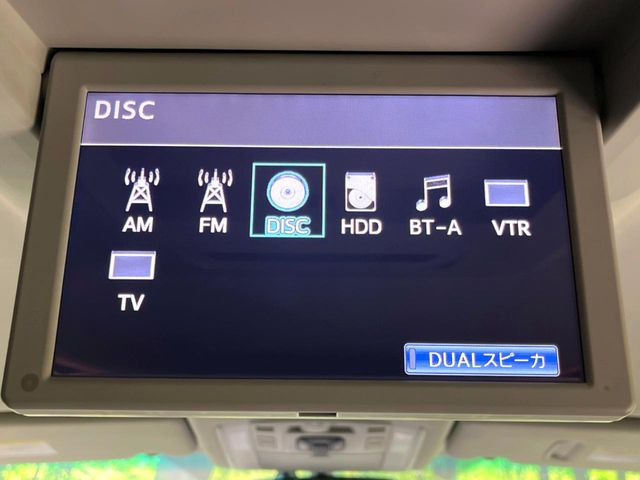 DISC
AM FM DISC HDD BT-A VTR
TV
DUALスピーカ